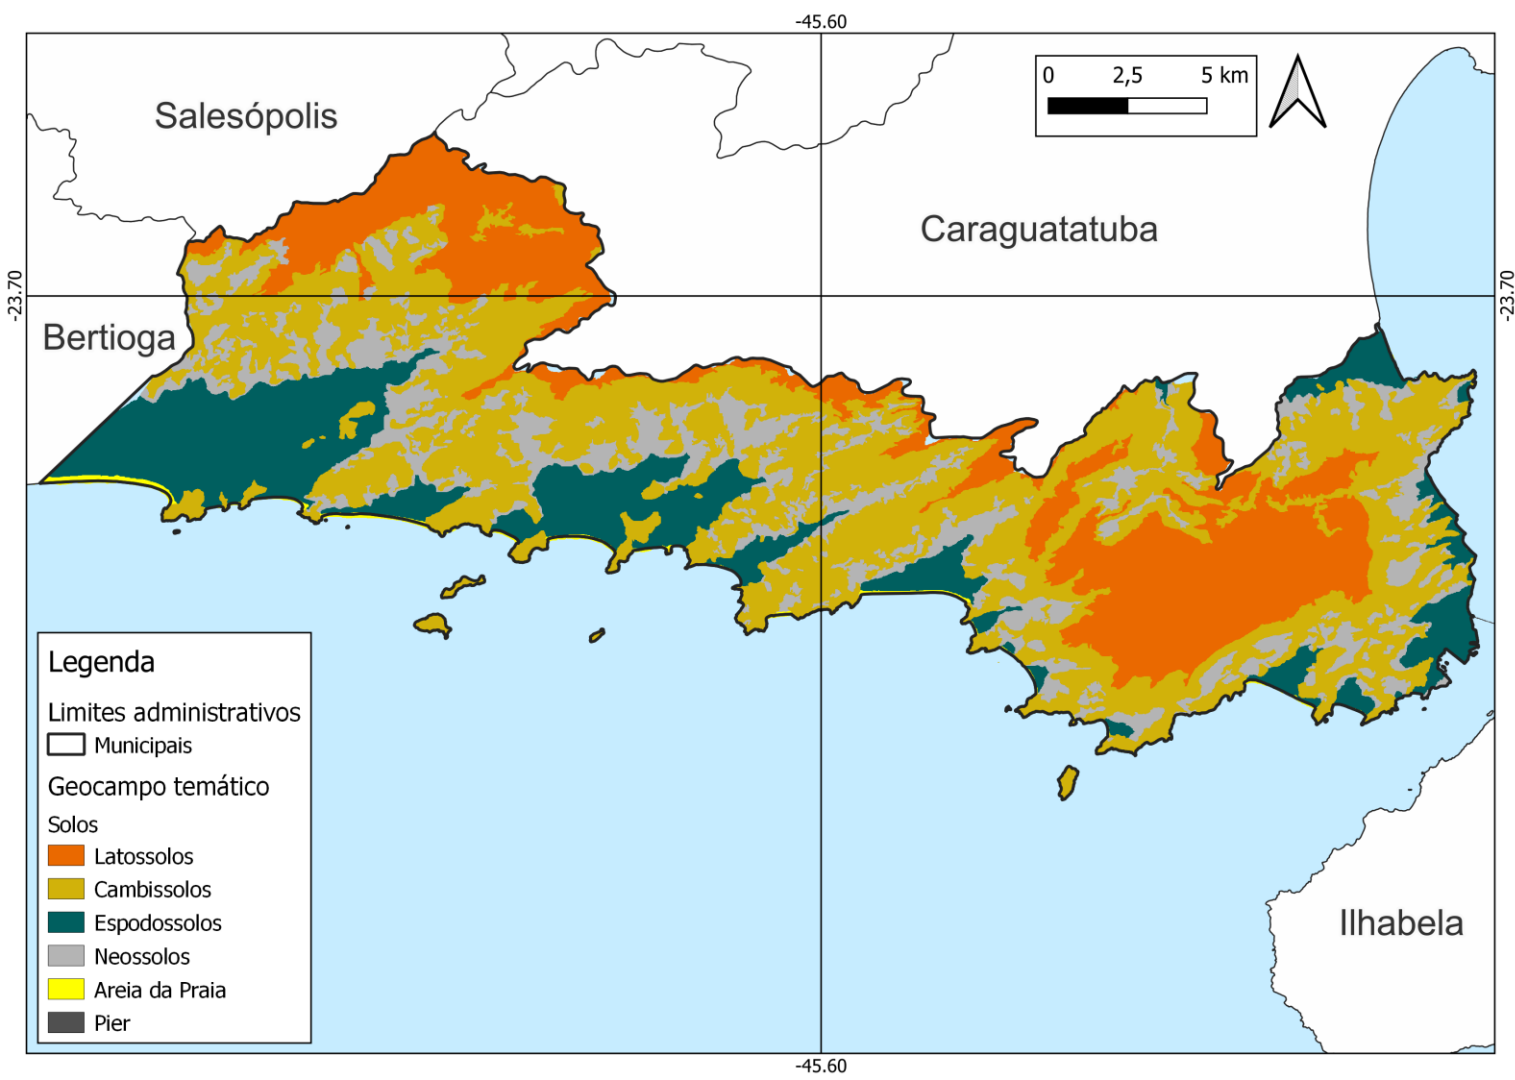 -45.60
0 2,5 5 km
Salesópolis
Caraguatatuba
-23.70
-23.70
Bertioga
Legenda
Limites administrativos
Municipais
Geocampo temático
Solos
Latossolos
Cambissolos
Espodossolos
Neossolos
Areia da Praia
Pier
Ilhabela
-45.60